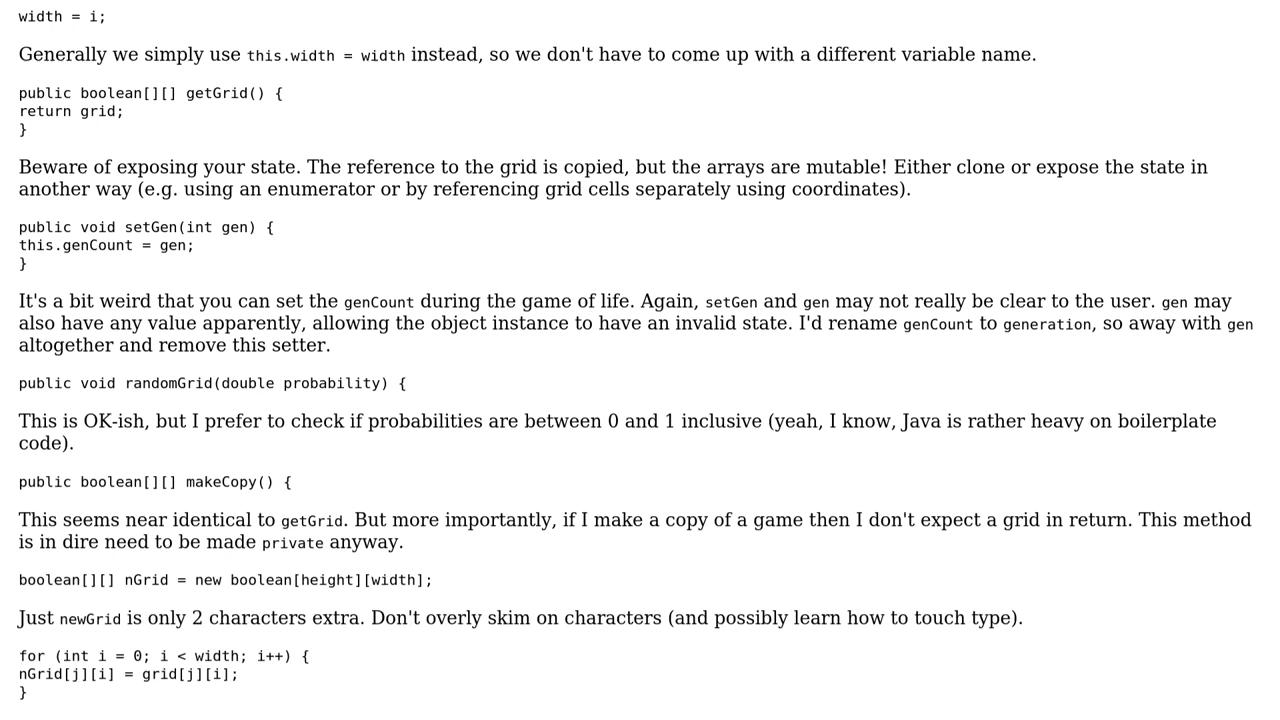 width = i;
Generally we simply use this.width = width instead, so we don't have to come up with a different variable name.
public boolean[][] getGrid() {
return grid;
}
Beware of exposing your state. The reference to the grid is copied, but the arrays are mutable! Either clone or expose the state in
another way (e.g. using an enumerator or by referencing grid cells separately using coordinates).
public void setGen(int gen) {
this.genCount = gen;
}
It's a bit weird that you can set the genCount during the game of life. Again, setGen and gen may not really be clear to the user. gen may
also have any value apparently, allowing the object instance to have an invalid state. I'd rename genCount to generation, so away with gen
altogether and remove this setter.
public void randomGrid(double probability) {
This is OK-ish, but I prefer to check if probabilities are between 0 and 1 inclusive (yeah, I know, Java is rather heavy on boilerplate
code).
public boolean[][] makeCopy() {
This seems near identical to getGrid. But more importantly, if I make a copy of a game then I don't expect a grid in return. This method
is in dire need to be made private anyway.
boolean[][] nGrid = new boolean[height][width];
Just newGrid is only 2 characters extra. Don't overly skim on characters (and possibly learn how to touch type).
for (int i = 0; i < width; i++) {
nGrid[j][i] = grid[j][i];
}